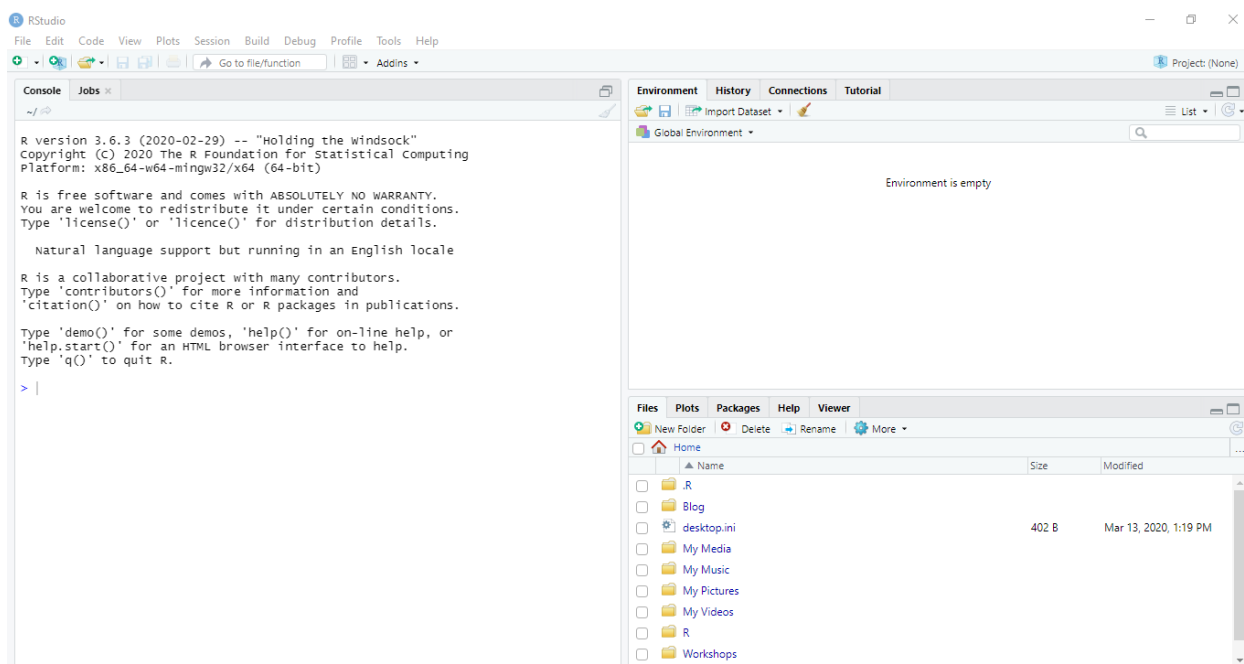 RStudio
File Edit Code View Plots Session Build Debug Profile Tools Help
Go to file/function Addins Project: (None)
Console Jobs
~/
R version 3.6.3 (2020-02-29) -- "Holding the Windsock"
Copyright (C) 2020 The R Foundation for Statistical Computing
Platform: x86_64-w64-mingw32/x64 (64-bit)
R is free software and comes with ABSOLUTELY NO WARRANTY.
You are welcome to redistribute it under certain conditions.
Type 'license()' or 'licence()' for distribution details.
Natural language support but running in an English locale
R is a collaborative project with many contributors.
Type 'contributors()' for more information and
'citation()' on how to cite R or R packages in publications.
Type 'demo()' for some demos, 'help()' for on-line help, or
'help.start()' for an HTML browser interface to help.
Type 'q()' to quit R.
>
Environment History Connections Tutorial
Import Dataset List
Global Environment
Environment is empty
Files Plots Packages Help Viewer
New Folder Delete Rename More
Home
Name Size Modified
.R
Blog
desktop.ini 402 B Mar 13, 2020, 1:19 PM
My Media
My Music
My Pictures
My Videos
R
Workshops